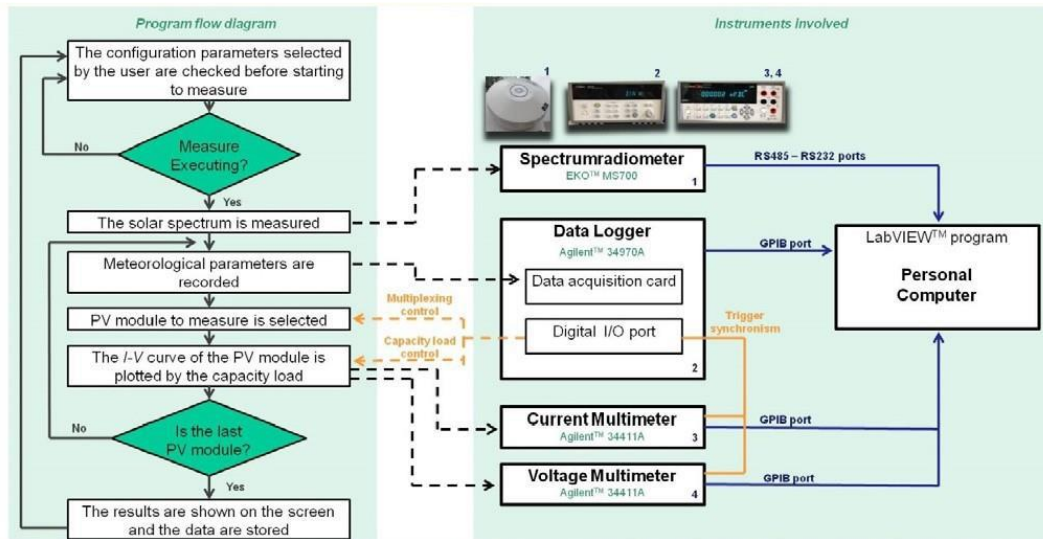 Program flow diagram
The configuration parameters selected
by the user are checked before starting
to measure
No
Measure
Executing?
Yes
The solar spectrum is measured
Meteorological parameters are
recorded
PV module to measure is selected
The I-V curve of the PV module is
plotted by the capacity load
No
Is the last
PV module?
Yes
The results are shown on the screen
and the data are stored
Multiplexing
control
Capacity load
control
Instruments involved
1
2
3, 4
Spectrumradiometer
EKO™ MS700
1
RS485 – RS232 ports
Data Logger
Agilent™ 34970A
Data acquisition card
Digital I/O port
2
GPIB port
Trigger
synchronism
LabVIEW™ program
Personal
Computer
Current Multimeter
Agilent™ 34411A
3
GPIB port
Voltage Multimeter
Agilent™ 34411A
4
GPIB port